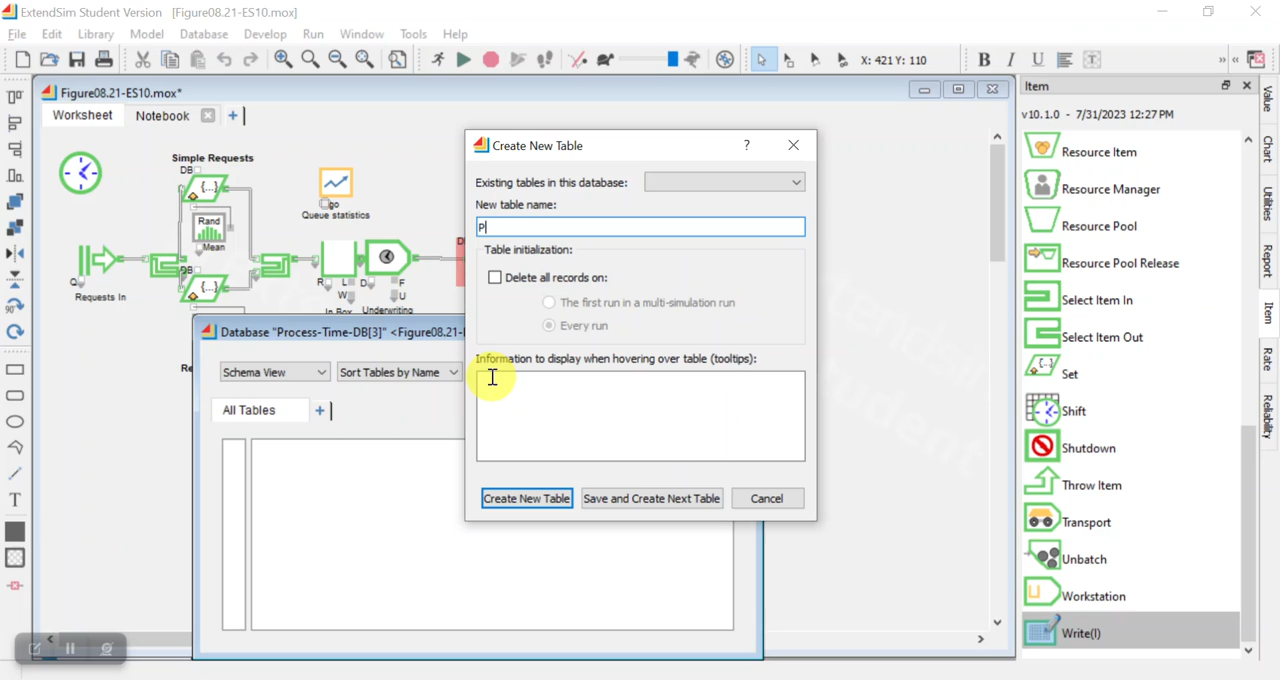 ExtendSim Student Version [Figure08.21-ES10.mox]
File Edit Library Model Database Develop Run Window Tools Help
X: 421 Y: 110
B I U T
Figure08.21-ES10.mox*
Worksheet Notebook +
Simple Requests
DB
{...}
Rand
Mean
DB
{...}
Q
Requests In
go
Queue statistics
R L D F
W U
In Box Underwriting
D
Re
Create New Table ?
Existing tables in this database:
New table name:
P
Table initialization:
Delete all records on:
The first run in a multi-simulation run
Every run
Information to display when hovering over table (tooltips):
Create New Table Save and Create Next Table Cancel
Database "Process-Time-DB[3]" <Figure08.21-
Schema View Sort Tables by Name
All Tables +
Item
v10.1.0 - 7/31/2023 12:27 PM
Resource Item
Resource Manager
Resource Pool
Resource Pool Release
Select Item In
Select Item Out
Set
Shift
Shutdown
Throw Item
Transport
Unbatch
Workstation
Write(I)
Value
Chart
Utilities
Report
Item
Rate
Reliability
T
90°